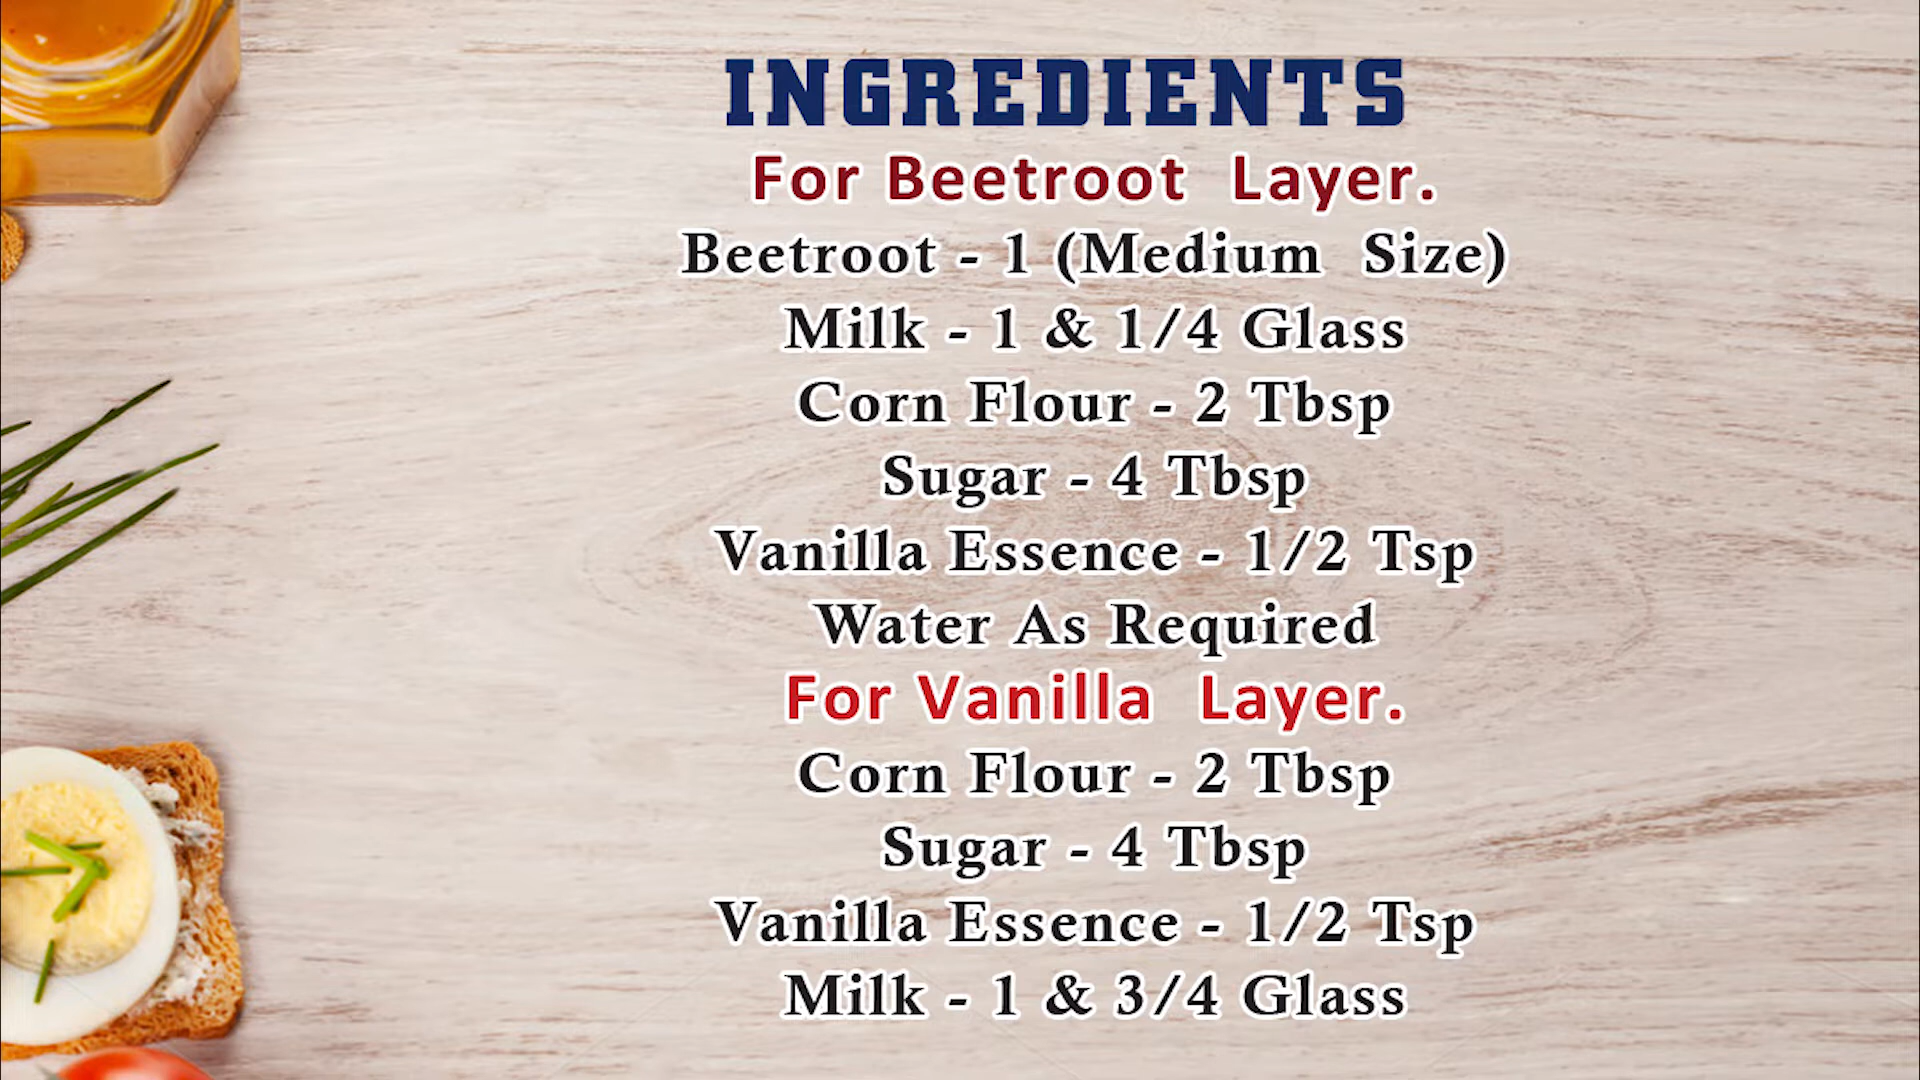 INGREDIENTS
For Beetroot Layer.
Beetroot - 1 (Medium Size)
Milk - 1 & 1/4 Glass
Corn Flour - 2 Tbsp
Sugar - 4 Tbsp
Vanilla Essence - 1/2 Tsp
Water As Required
For Vanilla Layer.
Corn Flour - 2 Tbsp
Sugar - 4 Tbsp
Vanilla Essence - 1/2 Tsp
Milk - 1 & 3/4 Glass